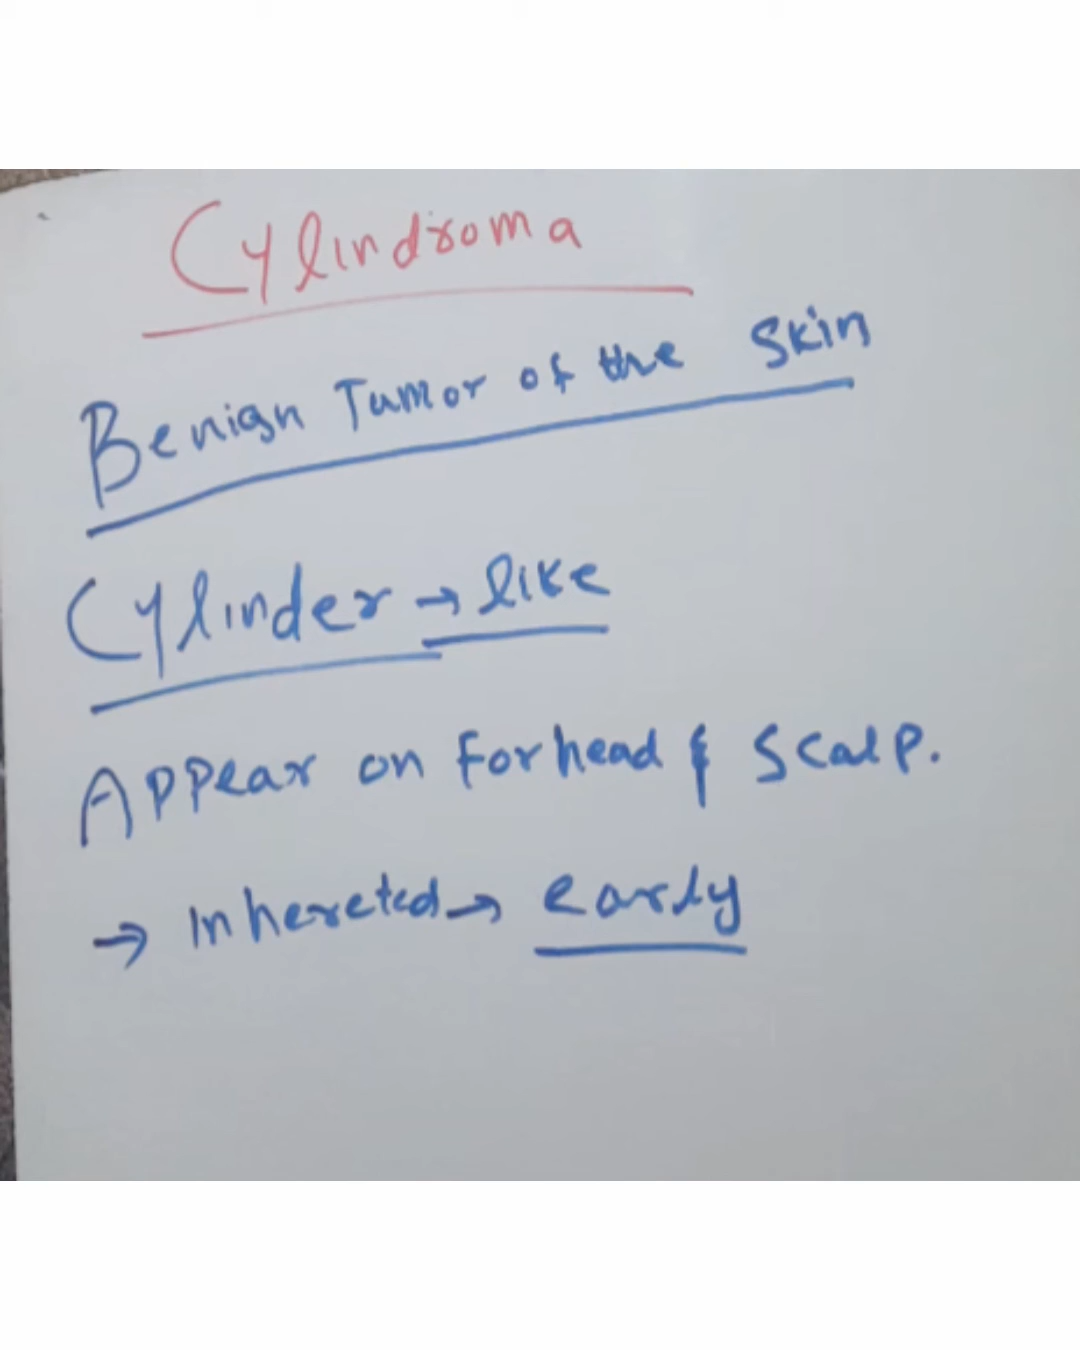 Cylindroma
Benign Tumor of the Skin
Cylinder → like
Appear on Forhead & Scalp.
→ Inhereted → early